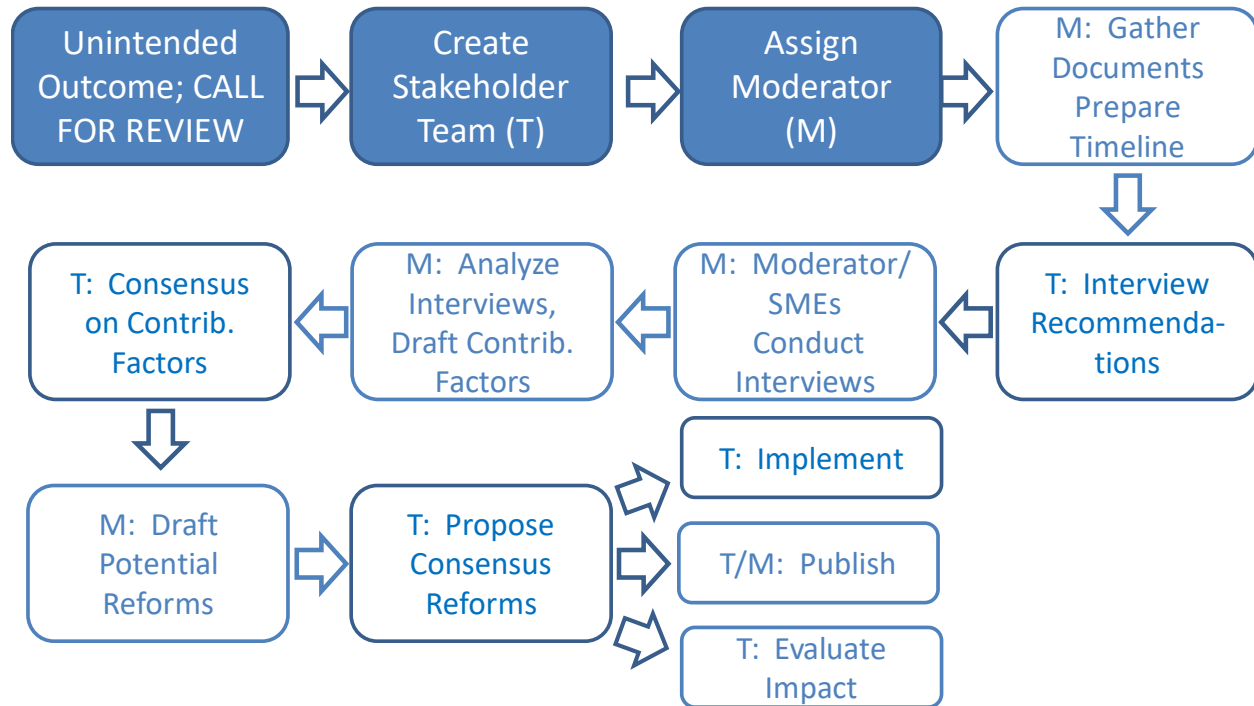 Unintended
Outcome; CALL
FOR REVIEW
Create
Stakeholder
Team (T)
Assign
Moderator
(M)
M:  Gather
Documents
Prepare
Timeline
T:  Interview
Recommenda-
tions
M:  Moderator/
SMEs
Conduct
Interviews
M:  Analyze
Interviews,
Draft Contrib.
Factors
T:  Consensus
on Contrib.
Factors
M:  Draft
Potential
Reforms
T:  Propose
Consensus
Reforms
T:  Implement
T/M:  Publish
T:  Evaluate
Impact